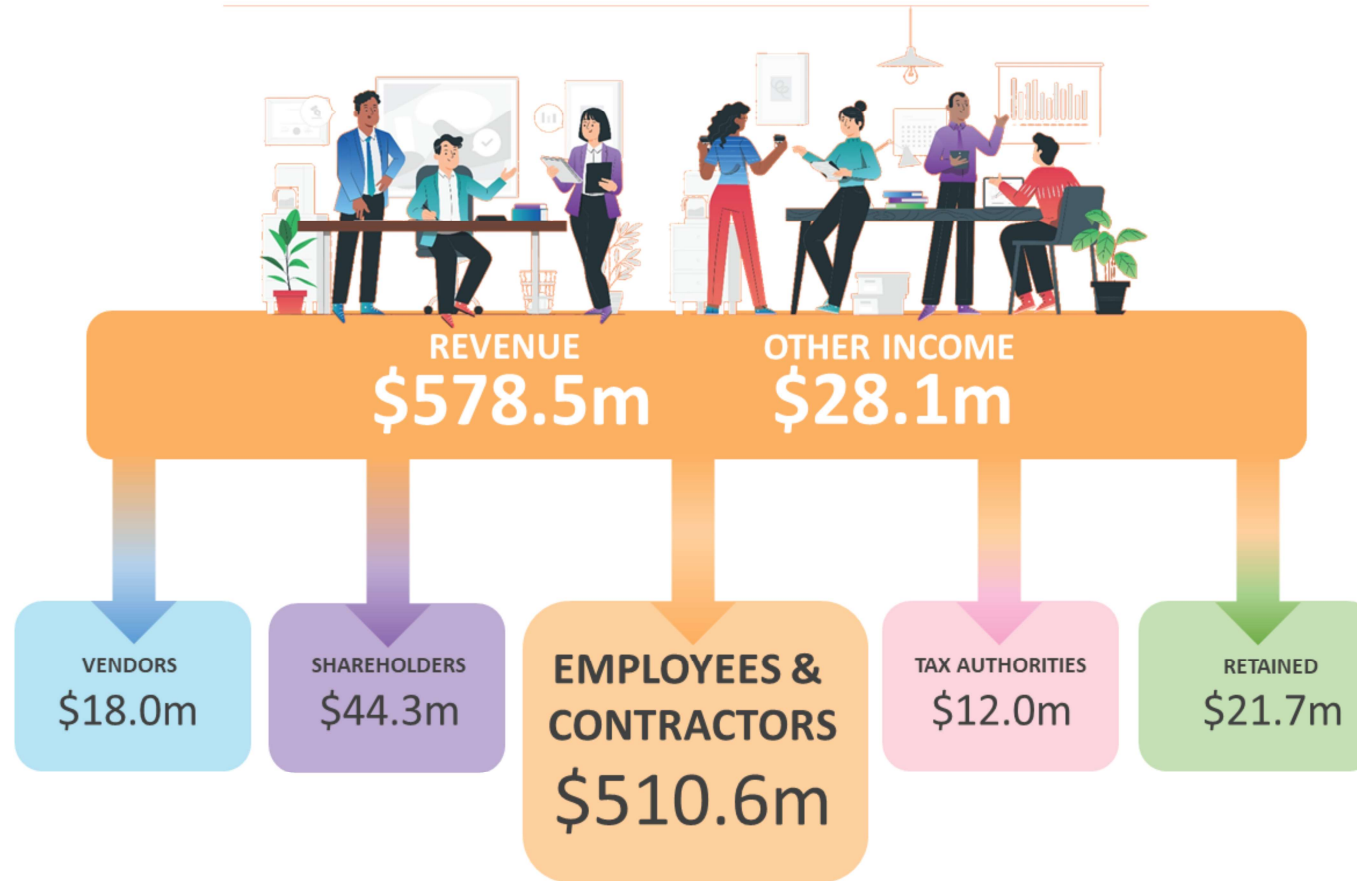 REVENUE
$578.5m
OTHER INCOME
$28.1m
VENDORS
$18.0m
SHAREHOLDERS
$44.3m
EMPLOYEES &
CONTRACTORS
$510.6m
TAX AUTHORITIES
$12.0m
RETAINED
$21.7m